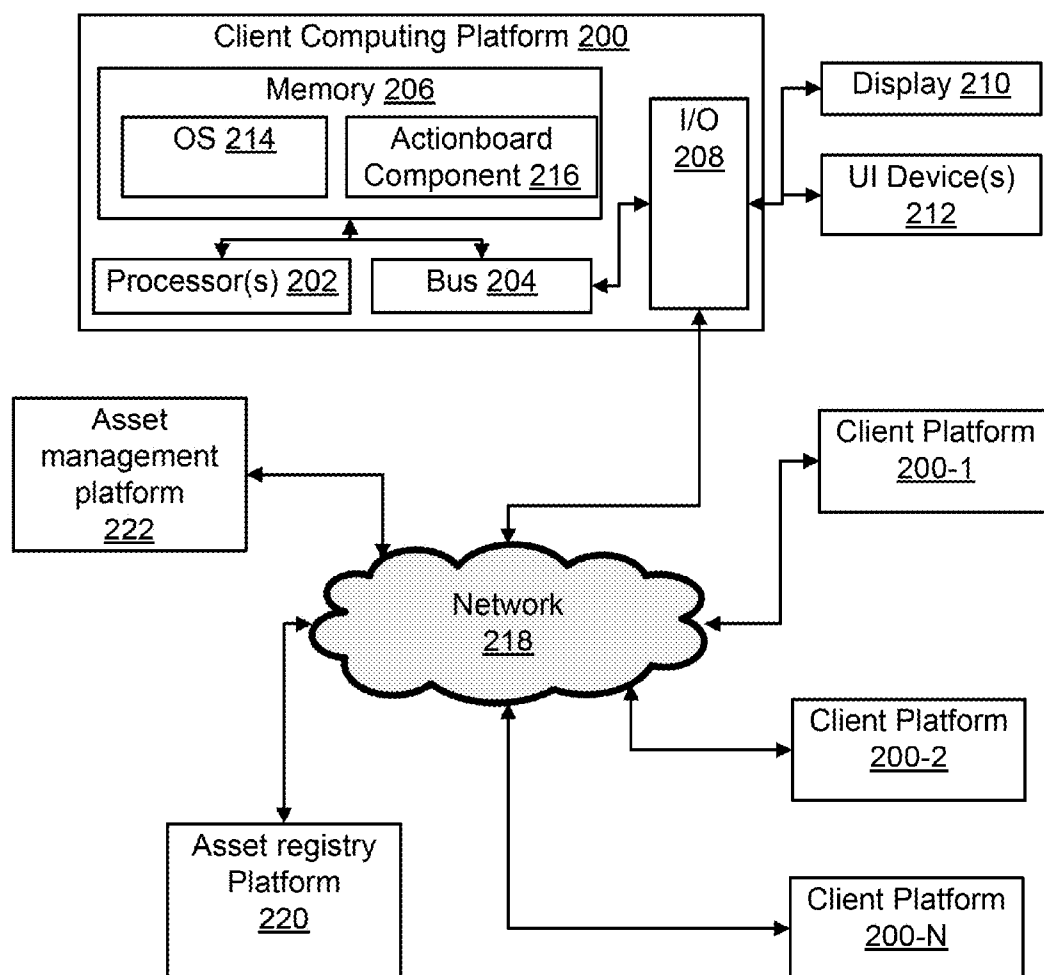 Client Computing Platform 200
Memory 206
OS 214
Actionboard
Component 216
Processor(s) 202
Bus 204
I/O
208
Display 210
UI Device(s)
212
Asset
management
platform
222
Client Platform
200-1
Network
218
Client Platform
200-2
Asset registry
Platform
220
Client Platform
200-N